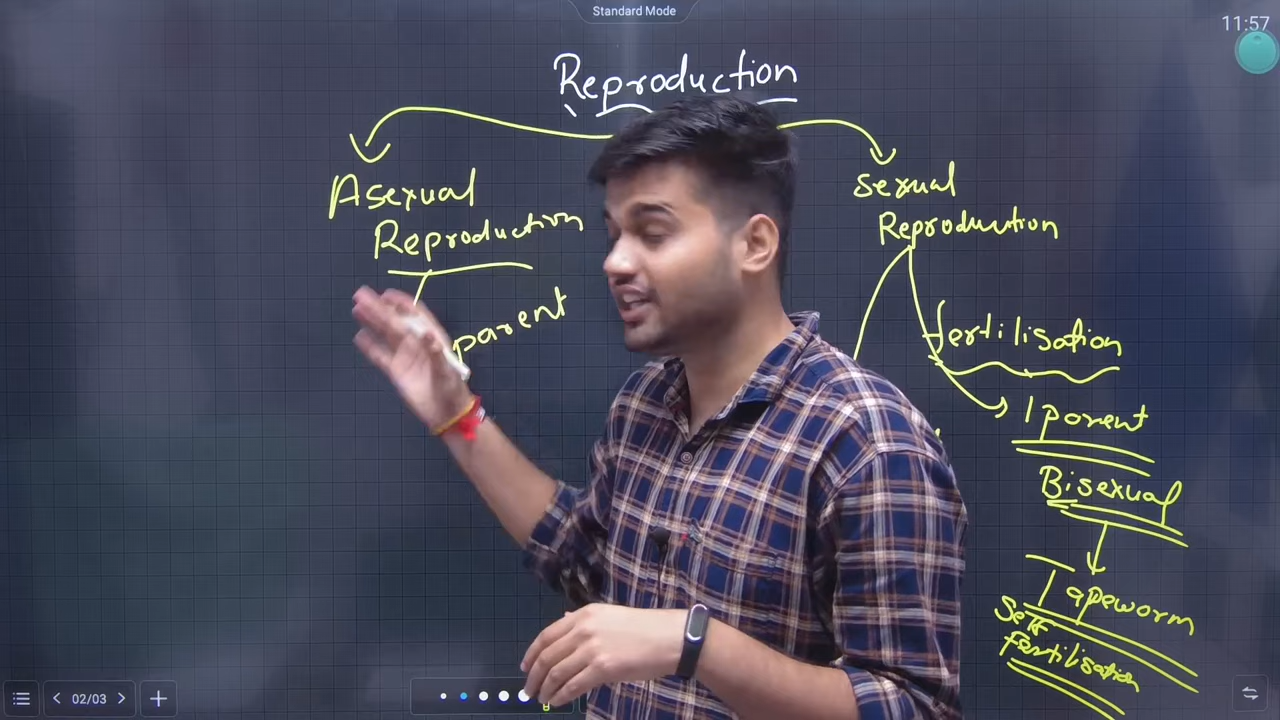 Standard Mode
11:57
Reproduction
Asexual
Reproduction
parent
Sexual
Reproduction
fertilisation
1 parent
Bisexual
Tapeworm
Self
fertilisation
02/03